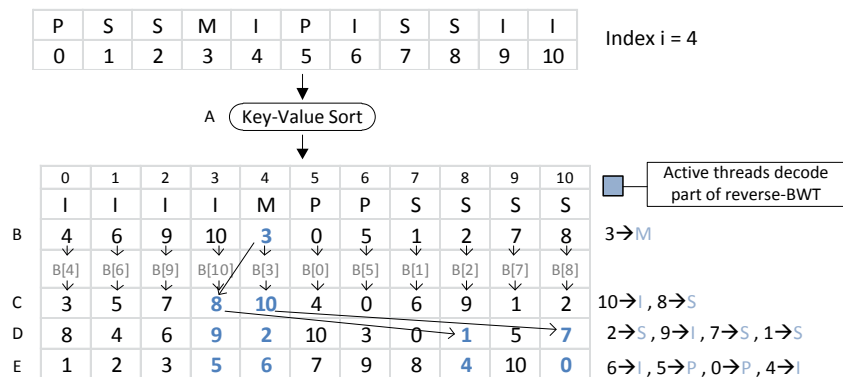 P S S M I P I S S I I
0 1 2 3 4 5 6 7 8 9 10
Index i = 4
A Key-Value Sort
0 1 2 3 4 5 6 7 8 9 10
I I I I M P P S S S S
Active threads decode
part of reverse-BWT
B 4 6 9 10 3 0 5 1 2 7 8 3→M
B[4] B[6] B[9] B[10] B[3] B[0] B[5] B[1] B[2] B[7] B[8]
C 3 5 7 8 10 4 0 6 9 1 2 10→I , 8→S
D 8 4 6 9 2 10 3 0 1 5 7 2→S , 9→I , 7→S , 1→S
E 1 2 3 5 6 7 9 8 4 10 0 6→I , 5→P , 0→P , 4→I